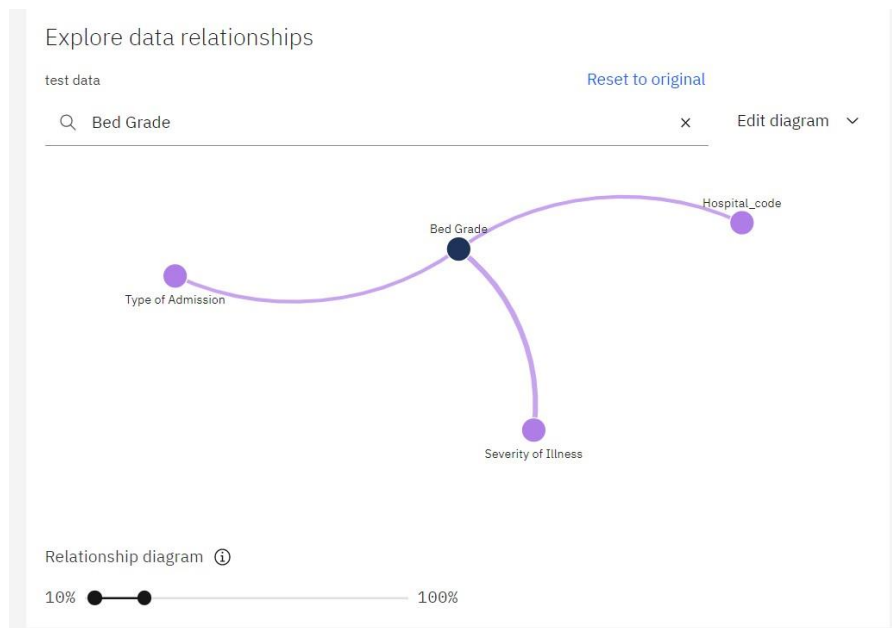 Explore data relationships
test data
Reset to original
Bed Grade
Edit diagram
Hospital_code
Bed Grade
Type of Admission
Severity of Illness
Relationship diagram
10%
100%